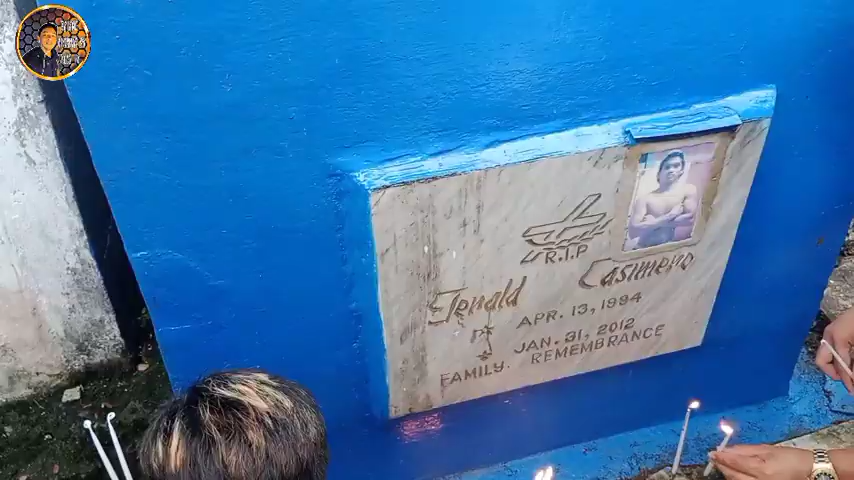 R.I.P
Jenald Casimero
APR. 13, 1994
JAN. 31 2012
FAMILY. REMEMBRANCE